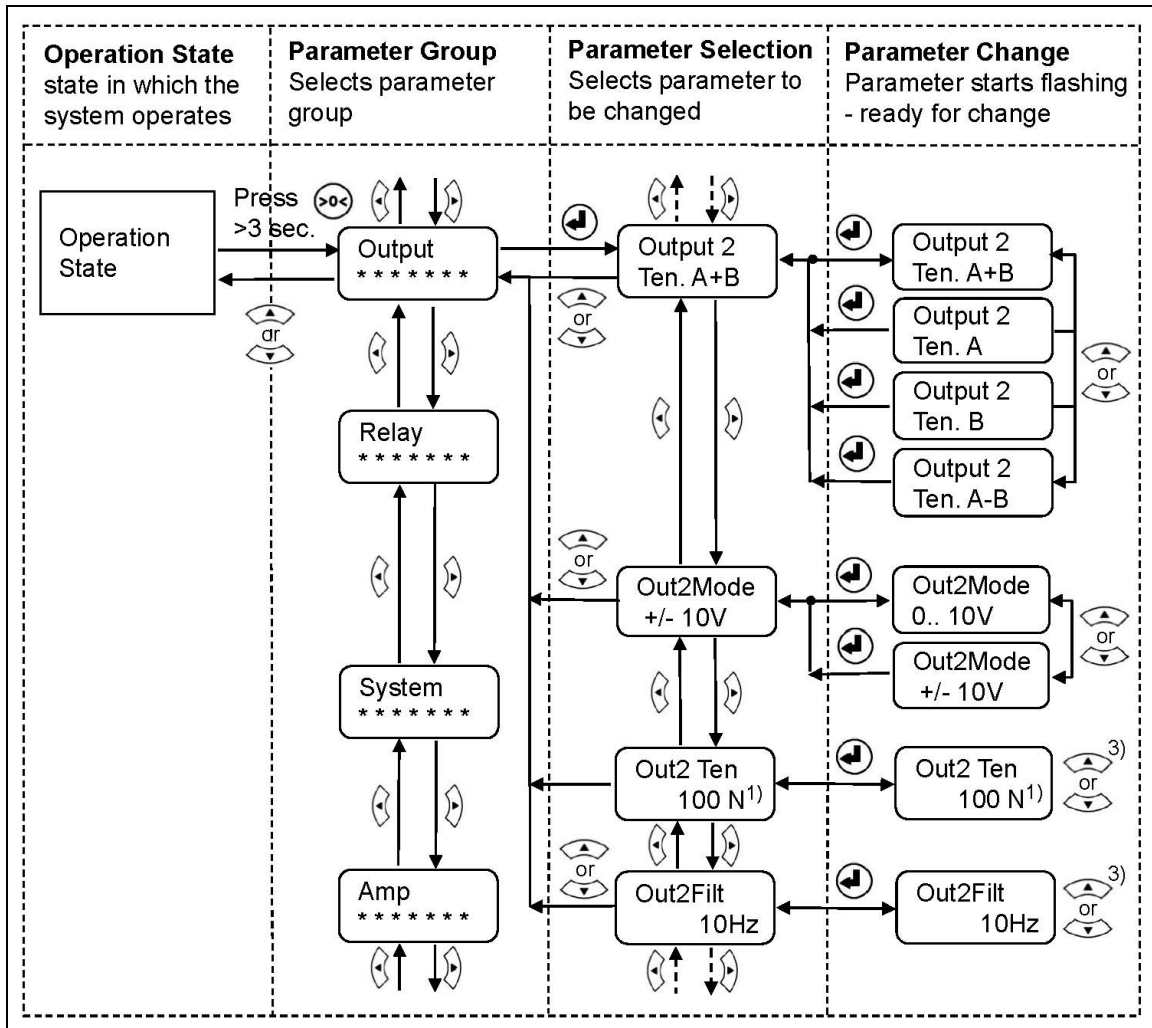 Operation State
state in which the
system operates
Parameter Group
Selects parameter
group
Parameter Selection
Selects parameter to
be changed
Parameter Change
Parameter starts flashing
- ready for change
Operation
State
Press
>3 sec.
>0<
or
Output
* * * * * * *
Relay
* * * * * * *
System
* * * * * * *
Amp
* * * * * * *
Output 2
Ten. A+B
or
or
Out2Mode
+/- 10V
Out2 Ten
100 N1)
or
Out2Filt
10Hz
Output 2
Ten. A+B
Output 2
Ten. A
Output 2
Ten. B
Output 2
Ten. A-B
or
Out2Mode
0.. 10V
Out2Mode
+/- 10V
or
Out2 Ten
100 N1)
3)
or
Out2Filt
10Hz
3)
or